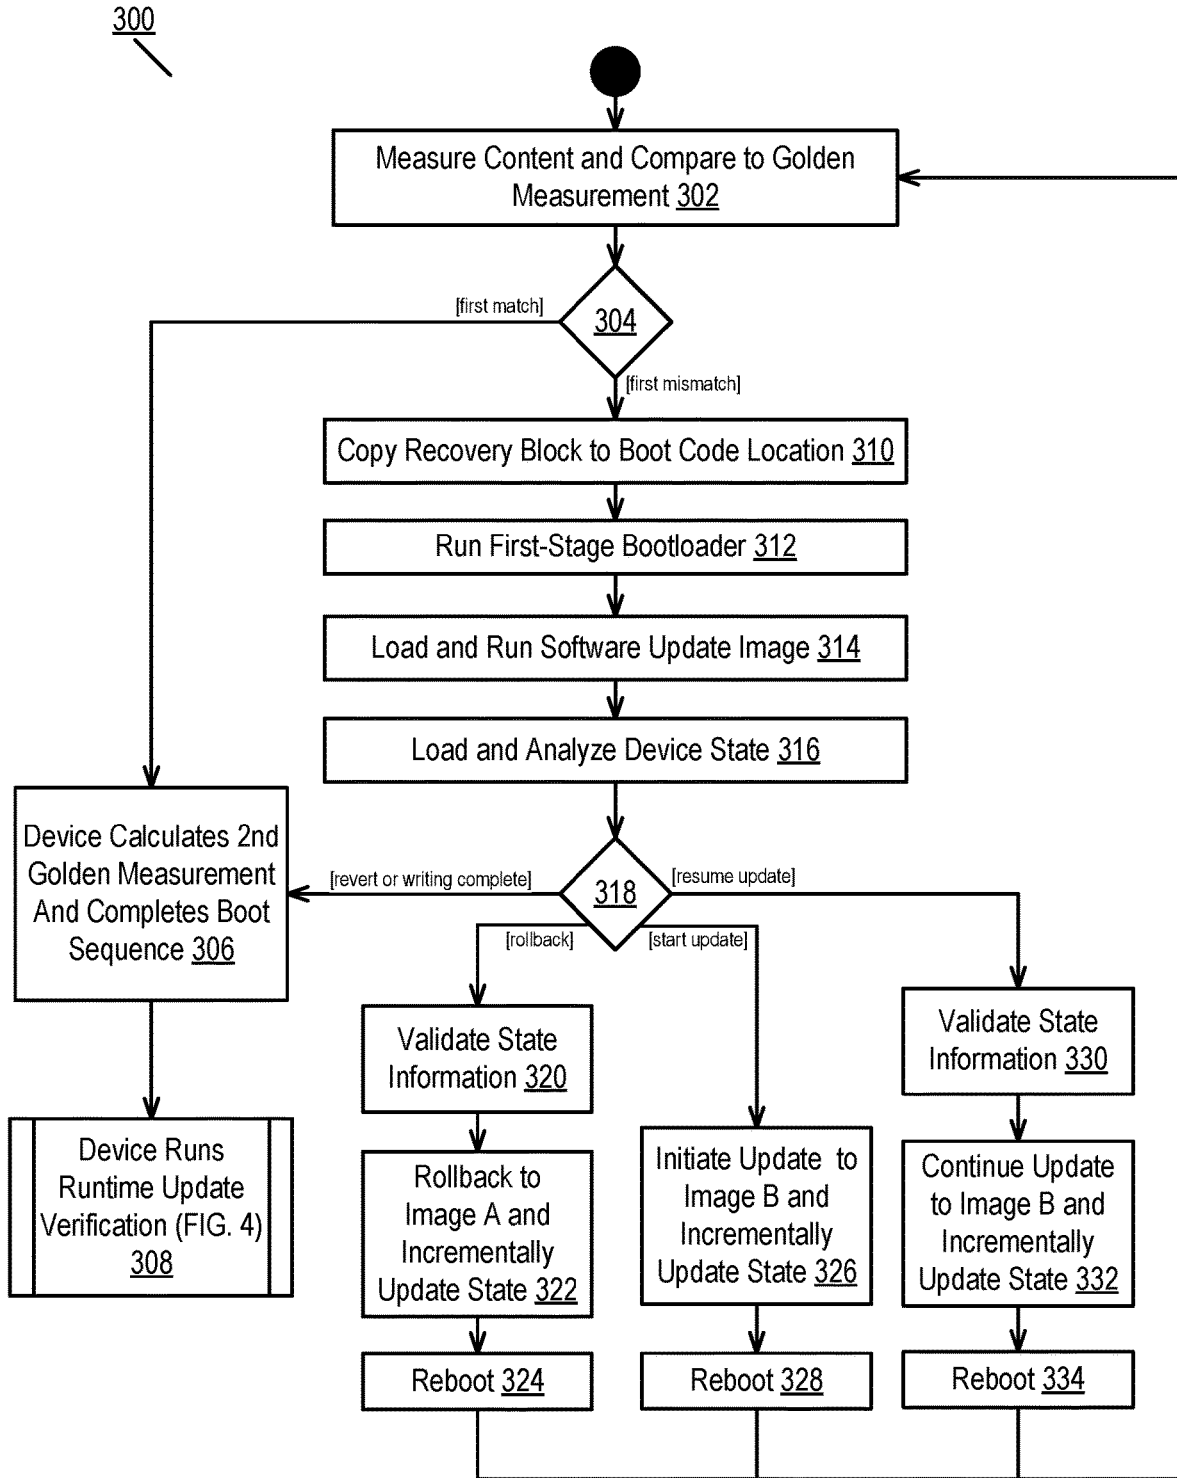 300
Measure Content and Compare to Golden
Measurement 302
[first match]
304
[first mismatch]
Copy Recovery Block to Boot Code Location 310
Run First-Stage Bootloader 312
Load and Run Software Update Image 314
Load and Analyze Device State 316
Device Calculates 2nd
Golden Measurement
And Completes Boot
Sequence 306
[revert or writing complete]
318
[resume update]
[rollback]
[start update]
Validate State
Information 320
Validate State
Information 330
Device Runs
Runtime Update
Verification (FIG. 4)
308
Rollback to
Image A and
Incrementally
Update State 322
Initiate Update to
Image B and
Incrementally
Update State 326
Continue Update
to Image B and
Incrementally
Update State 332
Reboot 324
Reboot 328
Reboot 334